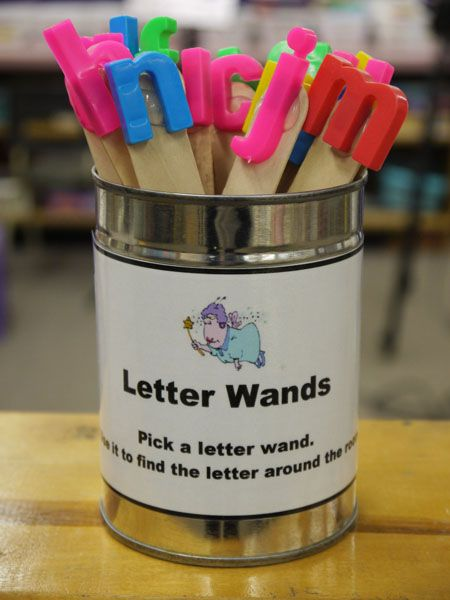 f
h n c j m
Letter Wands
Pick a letter wand.
it to find the letter around the